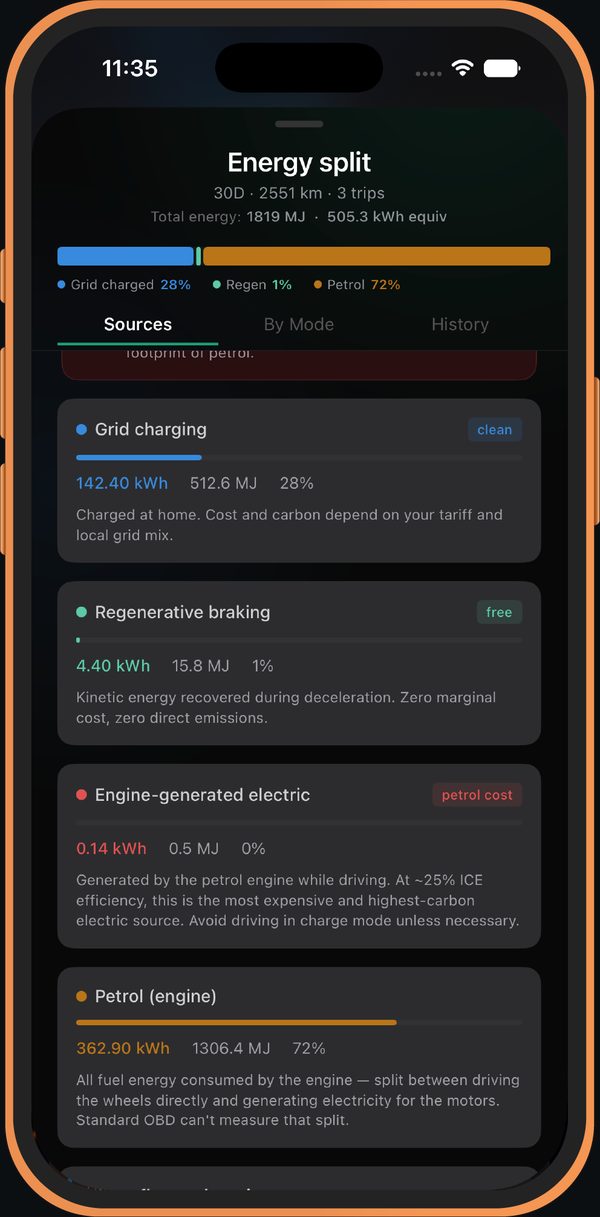 11:35
Energy split
30D · 2551 km · 3 trips
Total energy: 1819 MJ · 505.3 kWh equiv
Grid charged 28% Regen 1% Petrol 72%
Sources By Mode History
footprint of petrol.
Grid charging clean
142.40 kWh 512.6 MJ 28%
Charged at home. Cost and carbon depend on your tariff and
local grid mix.
Regenerative braking free
4.40 kWh 15.8 MJ 1%
Kinetic energy recovered during deceleration. Zero marginal
cost, zero direct emissions.
Engine-generated electric petrol cost
0.14 kWh 0.5 MJ 0%
Generated by the petrol engine while driving. At ~25% ICE
efficiency, this is the most expensive and highest-carbon
electric source. Avoid driving in charge mode unless necessary.
Petrol (engine)
362.90 kWh 1306.4 MJ 72%
All fuel energy consumed by the engine — split between driving
the wheels directly and generating electricity for the motors.
Standard OBD can't measure that split.